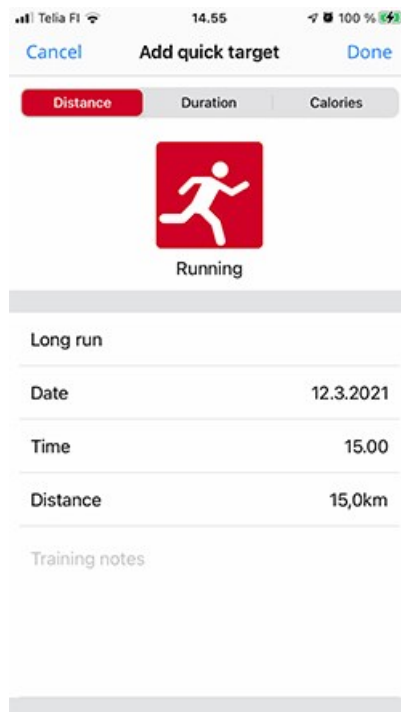 Telia FI 14.55 100 %
Cancel Add quick target Done
Distance Duration Calories
Running
Long run
Date 12.3.2021
Time 15.00
Distance 15,0km
Training notes